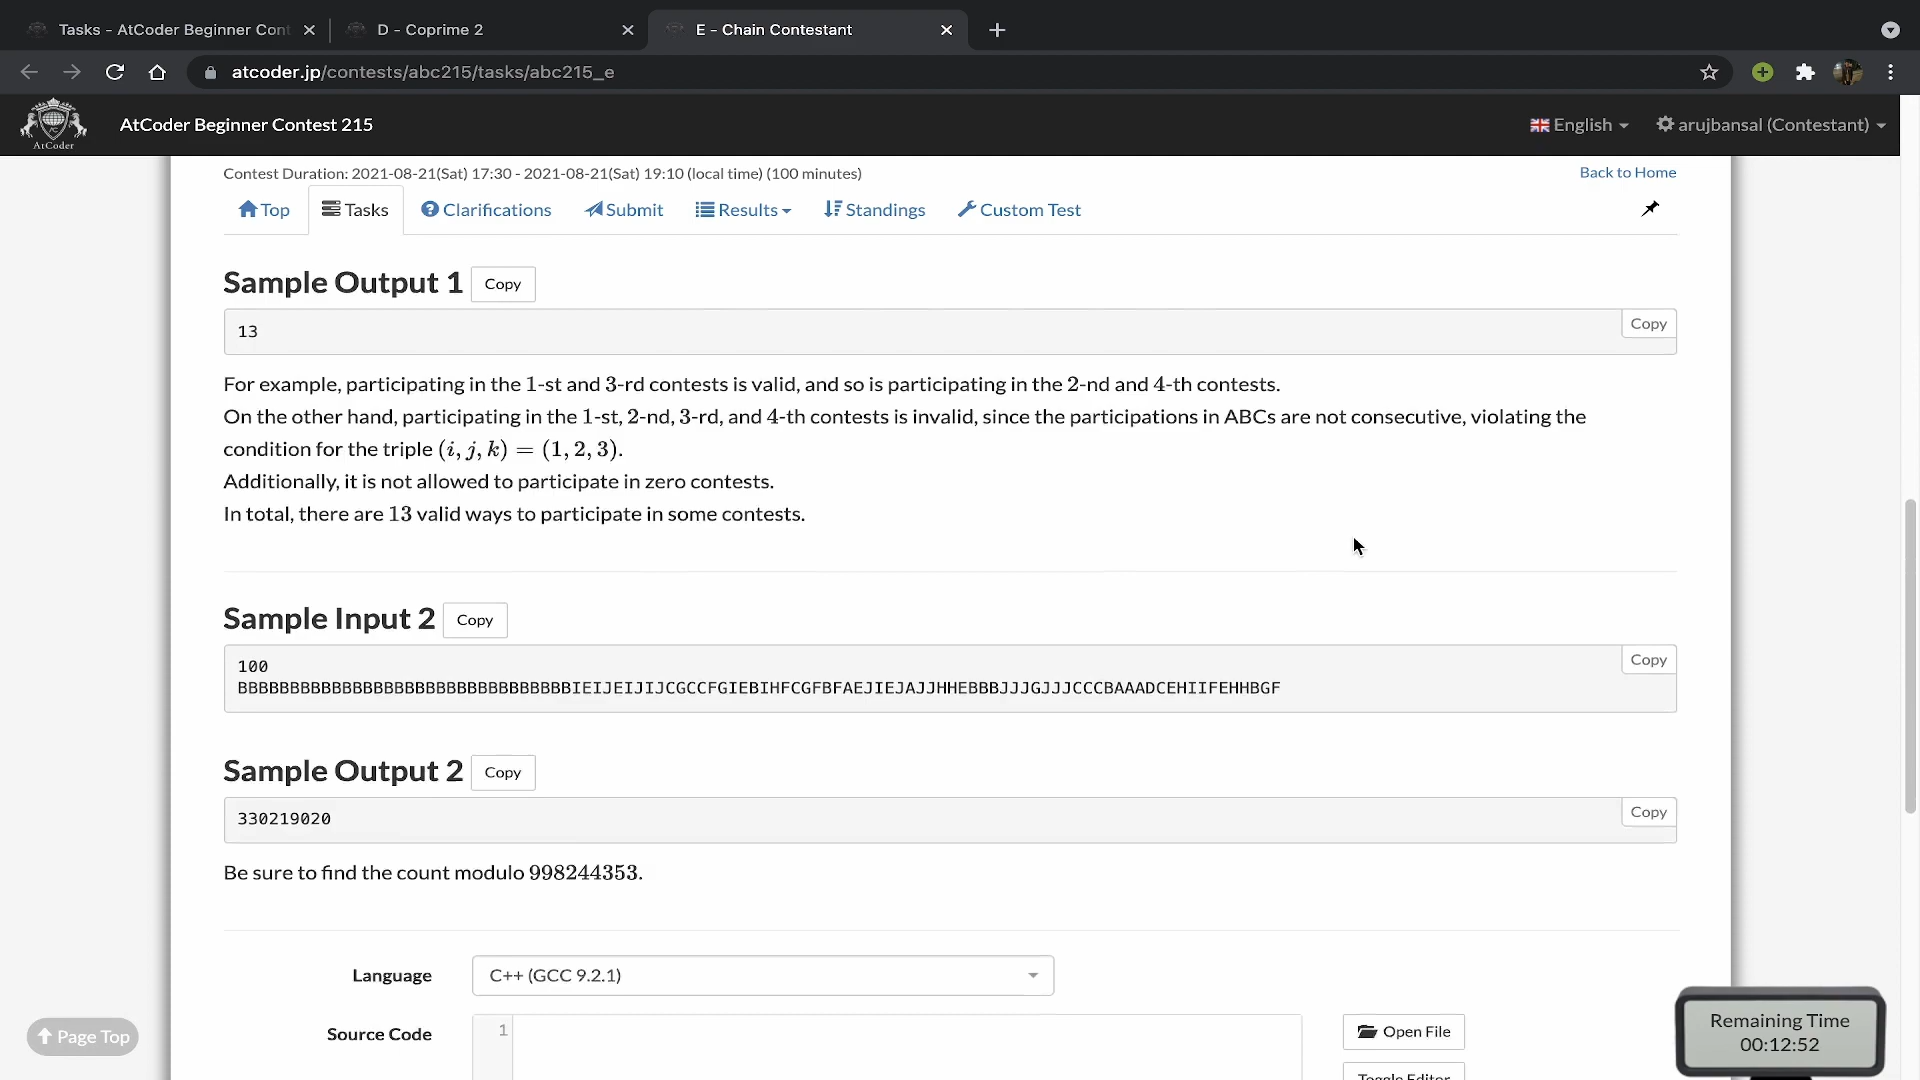 Tasks - AtCoder Beginner Cont
D - Coprime 2
E - Chain Contestant
atcoder.jp/contests/abc215/tasks/abc215_e
AtCoder
AtCoder Beginner Contest 215
English
arujbansal (Contestant)
Contest Duration: 2021-08-21(Sat) 17:30 - 2021-08-21(Sat) 19:10 (local time) (100 minutes)
Back to Home
Top
Tasks
Clarifications
Submit
Results
Standings
Custom Test
Sample Output 1
Copy
13
Copy
For example, participating in the 1-st and 3-rd contests is valid, and so is participating in the 2-nd and 4-th contests.
On the other hand, participating in the 1-st, 2-nd, 3-rd, and 4-th contests is invalid, since the participations in ABCs are not consecutive, violating the
condition for the triple (i, j, k) = (1, 2, 3).
Additionally, it is not allowed to participate in zero contests.
In total, there are 13 valid ways to participate in some contests.
Sample Input 2
Copy
100
BBBBBBBBBBBBBBBBBBBBBBBBBBBBBBBBIEIJEIJIJCGCCFGIEBIHFCGFBFAEJIEJAJJHHEBBBJJJGJJJCCCBAAADCEHIIFEHHBGF
Copy
Sample Output 2
Copy
330219020
Copy
Be sure to find the count modulo 998244353.
Language
C++ (GCC 9.2.1)
Source Code
1
Open File
Toggle Editor
Page Top
Remaining Time
00:12:52